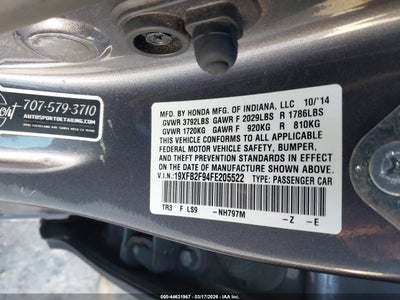 port
707-579-3710
AUTOSPORTDETAILING.COM
MFD. BY HONDA MFG. OF INDIANA, LLC 10/'14
GVWR 3792LBS GAWR F 2029LBS R 1786LBS
GVWR 1720KG GAWR F 920KG R 810KG
THIS VEHICLE CONFORMS TO ALL APPLICABLE
FEDERAL MOTOR VEHICLE SAFETY, BUMPER,
AND THEFT PREVENTION STANDARDS IN EFFECT
ON THE DATE OF MANUFACTURE SHOWN ABOVE.
V.I.N.: 19XFB2F94FE205522 TYPE: PASSENGER CAR
TR3 F LS9 -NH797M -Z -E
000-44631967 | 03/17/2026 - COPYRIGHT IAA, LLC